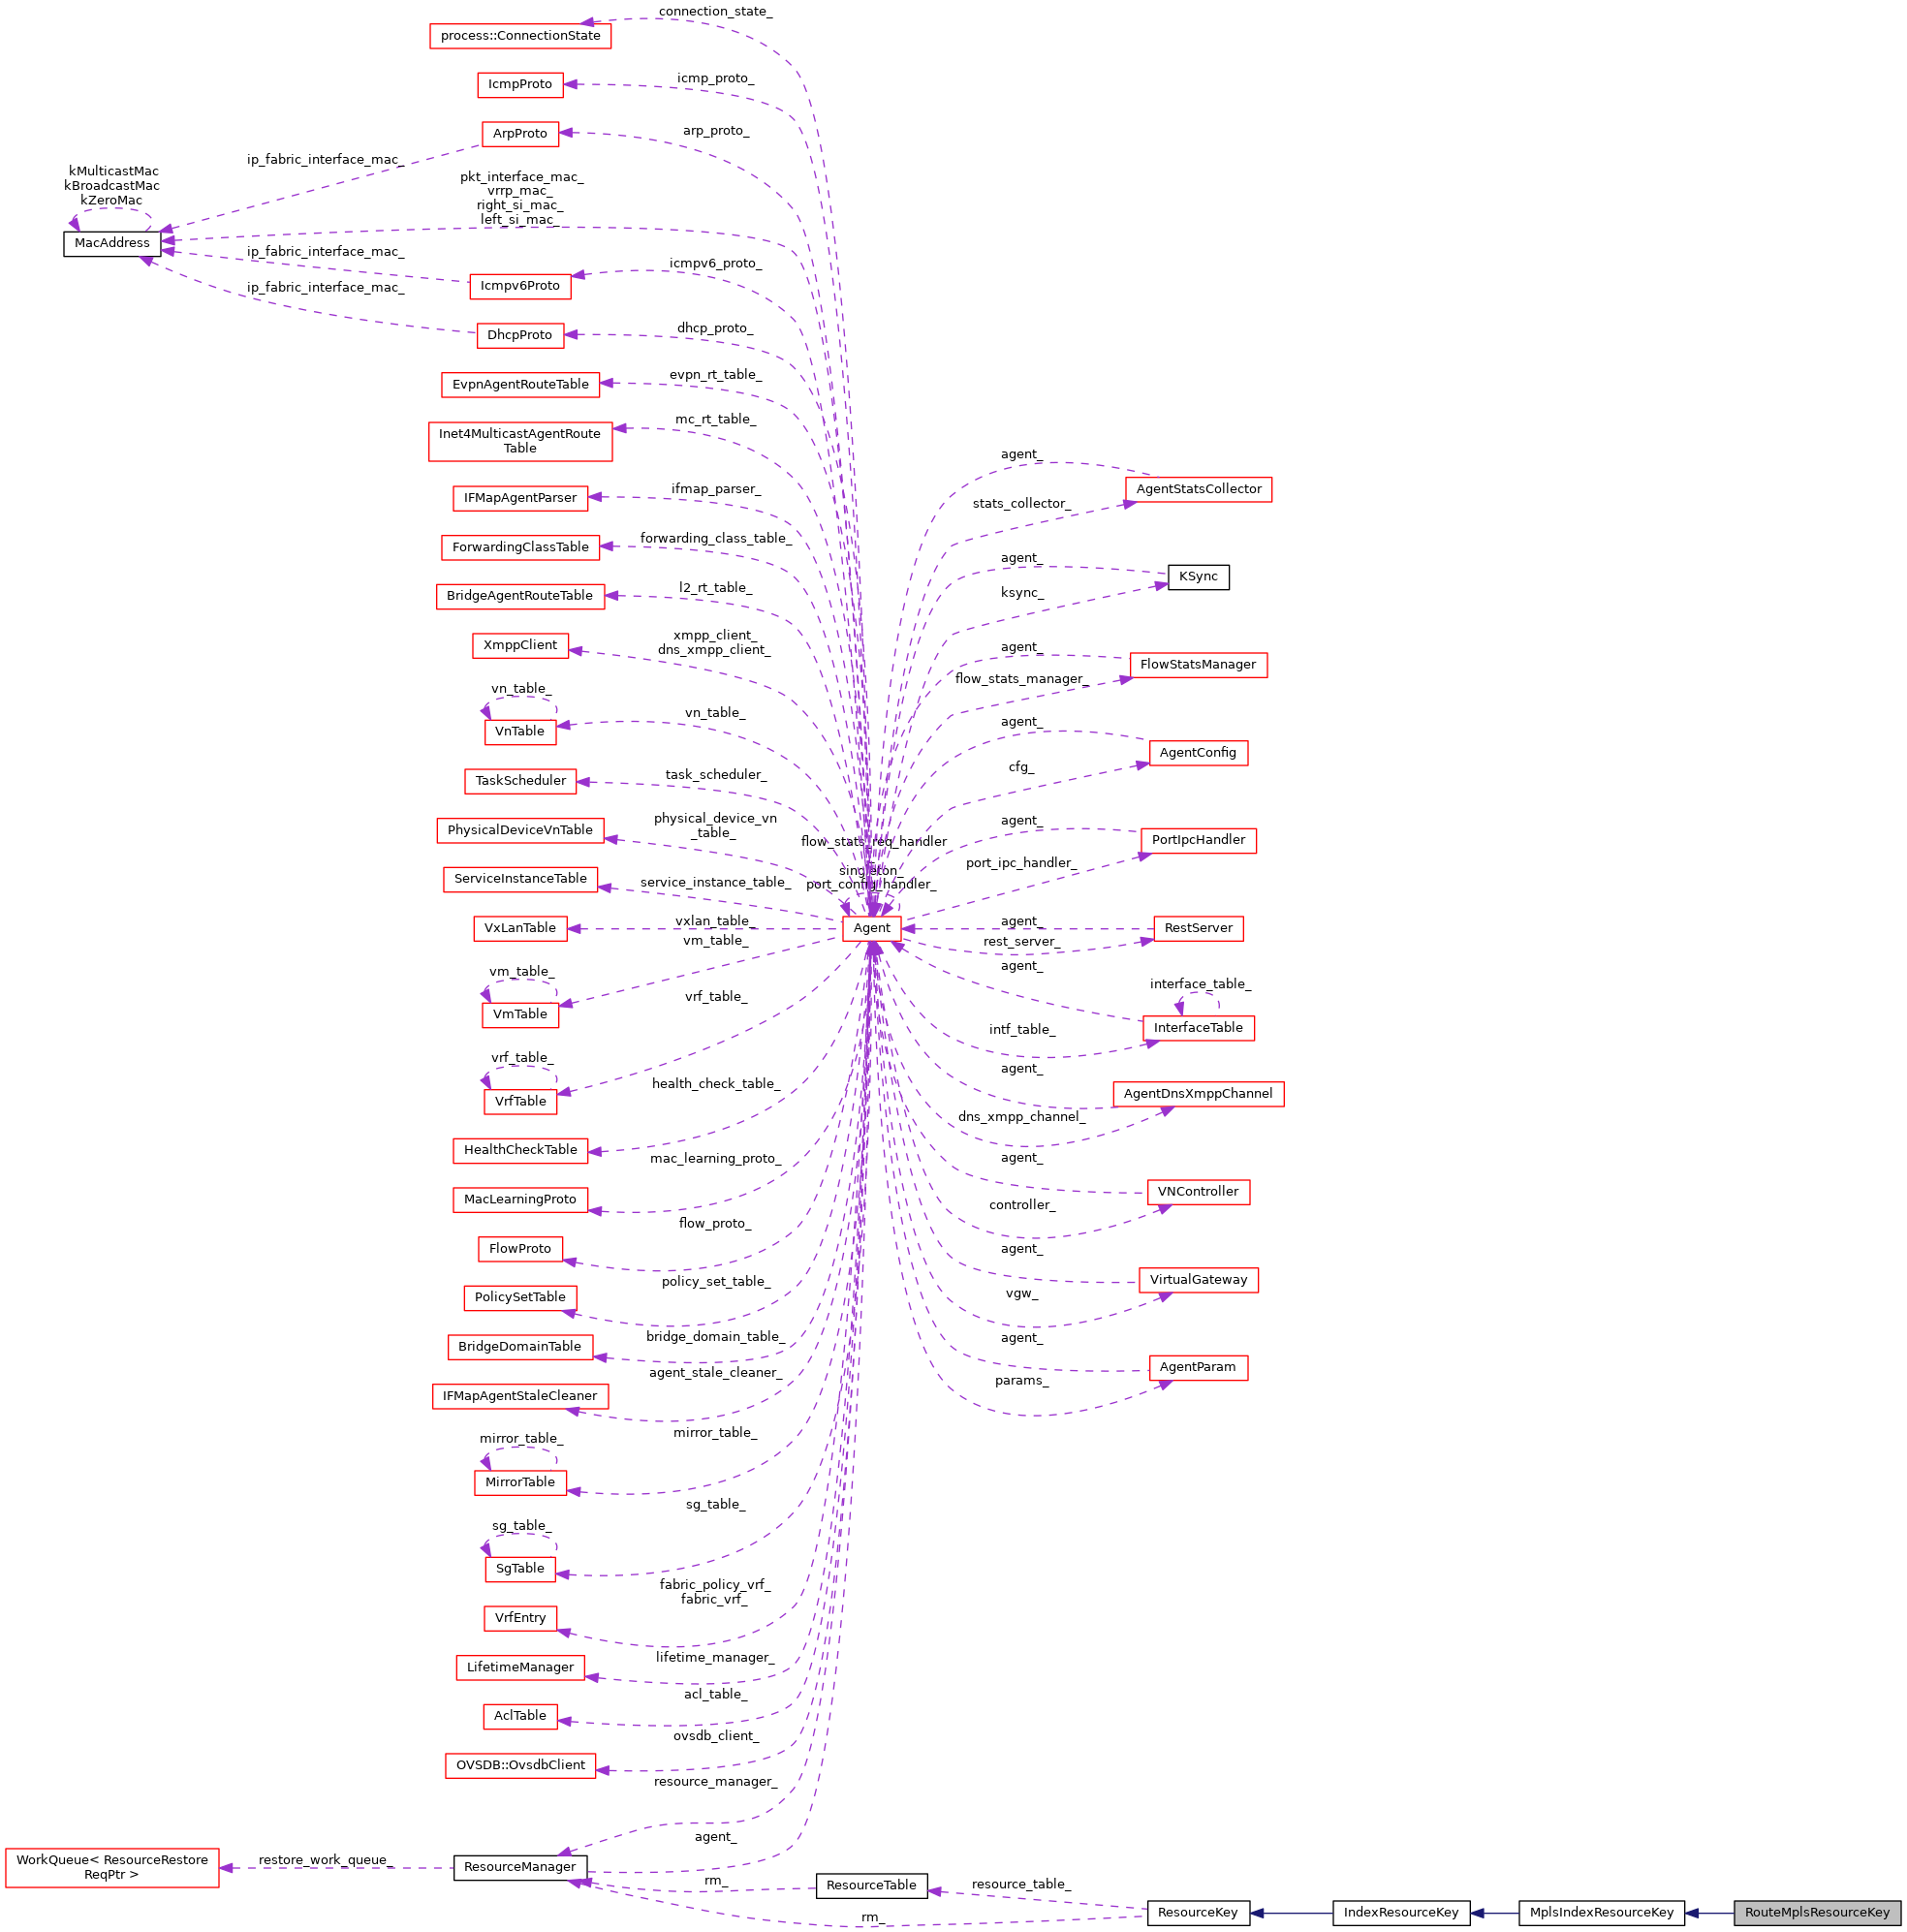 connection_state_
process::ConnectionState
icmp_proto_
IcmpProto
arp_proto_
ArpProto
ip_fabric_interface_mac_
kMulticastMac
kBroadcastMac
kZeroMac
pkt_interface_mac_
vrrp_mac_
right_si_mac_
left_si_mac_
MacAddress
ip_fabric_interface_mac_
icmpv6_proto_
Icmpv6Proto
ip_fabric_interface_mac_
dhcp_proto_
DhcpProto
evpn_rt_table_
EvpnAgentRouteTable
mc_rt_table_
Inet4MulticastAgentRoute
Table
ifmap_parser_
IFMapAgentParser
forwarding_class_table_
ForwardingClassTable
l2_rt_table_
BridgeAgentRouteTable
xmpp_client_
dns_xmpp_client_
XmppClient
vn_table_
vn_table_
VnTable
task_scheduler_
TaskScheduler
physical_device_vn
_table_
PhysicalDeviceVnTable
service_instance_table_
ServiceInstanceTable
vxlan_table_
VxLanTable
vm_table_
vm_table_
VmTable
vrf_table_
vrf_table_
VrfTable
health_check_table_
HealthCheckTable
mac_learning_proto_
MacLearningProto
flow_proto_
FlowProto
policy_set_table_
PolicySetTable
bridge_domain_table_
BridgeDomainTable
agent_stale_cleaner_
IFMapAgentStaleCleaner
mirror_table_
mirror_table_
MirrorTable
sg_table_
sg_table_
SgTable
fabric_policy_vrf_
fabric_vrf_
VrfEntry
lifetime_manager_
LifetimeManager
acl_table_
AclTable
ovsdb_client_
OVSDB::OvsdbClient
resource_manager_
agent_
WorkQueue< ResourceRestore
ReqPtr >
restore_work_queue_
ResourceManager
flow_stats_req_handler
_
singleton_
port_config_handler_
Agent
agent_
AgentStatsCollector
stats_collector_
agent_
KSync
ksync_
agent_
FlowStatsManager
flow_stats_manager_
agent_
AgentConfig
cfg_
agent_
PortIpcHandler
port_ipc_handler_
agent_
RestServer
rest_server_
agent_
interface_table_
InterfaceTable
intf_table_
agent_
AgentDnsXmppChannel
dns_xmpp_channel_
agent_
VNController
controller_
agent_
VirtualGateway
vgw_
agent_
AgentParam
params_
rm_
ResourceTable
resource_table_
rm_
ResourceKey
IndexResourceKey
MplsIndexResourceKey
RouteMplsResourceKey